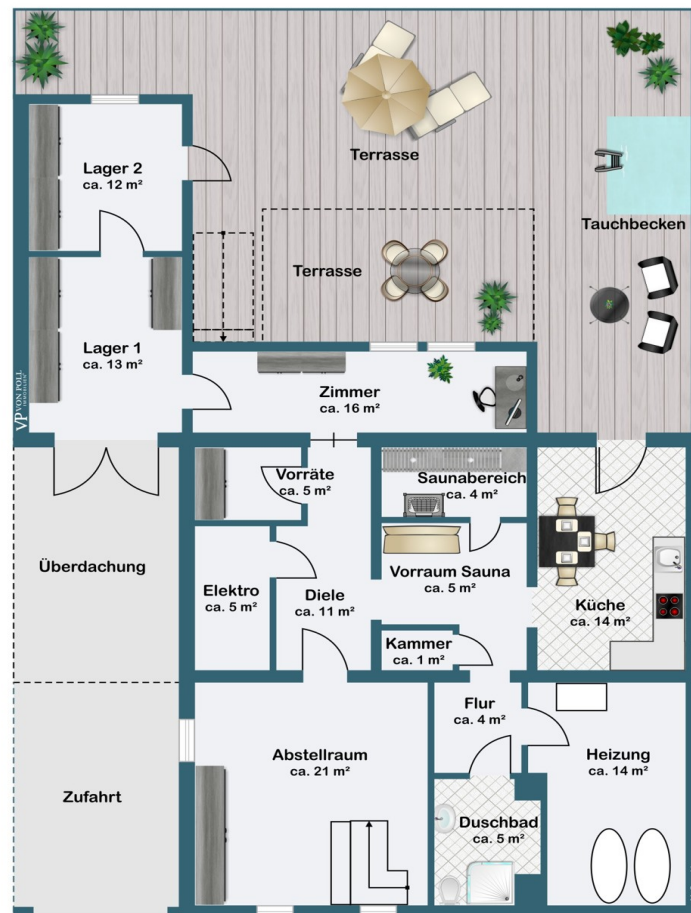 Terrasse
Lager 2
ca. 12 m²
Tauchbecken
Terrasse
Lager 1
ca. 13 m²
VP VON POLL
IMMOBILIEN
Zimmer
ca. 16 m²
Vorräte
ca. 5 m²
Saunabereich
ca. 4 m²
Überdachung
Elektro
ca. 5 m²
Diele
ca. 11 m²
Vorraum Sauna
ca. 5 m²
Küche
ca. 14 m²
Kammer
ca. 1 m²
Flur
ca. 4 m²
Abstellraum
ca. 21 m²
Heizung
ca. 14 m²
Zufahrt
Duschbad
ca. 5 m²